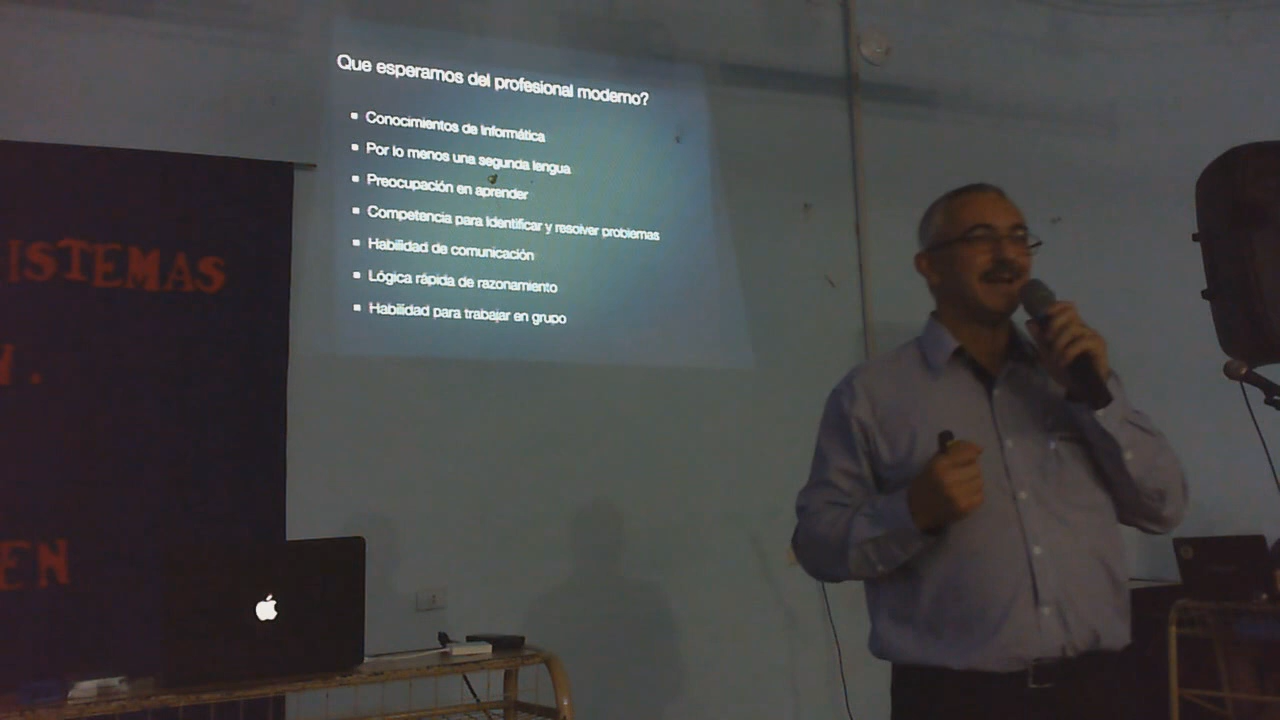 Que esperamos del profesional moderno?
Conocimientos de Informática
Por lo menos una segunda lengua
Preocupación en aprender
Competencia para identificar y resolver problemas
Habilidad de comunicación
Lógica rápida de razonamiento
Habilidad para trabajar en grupo
ISTEMAS
EN